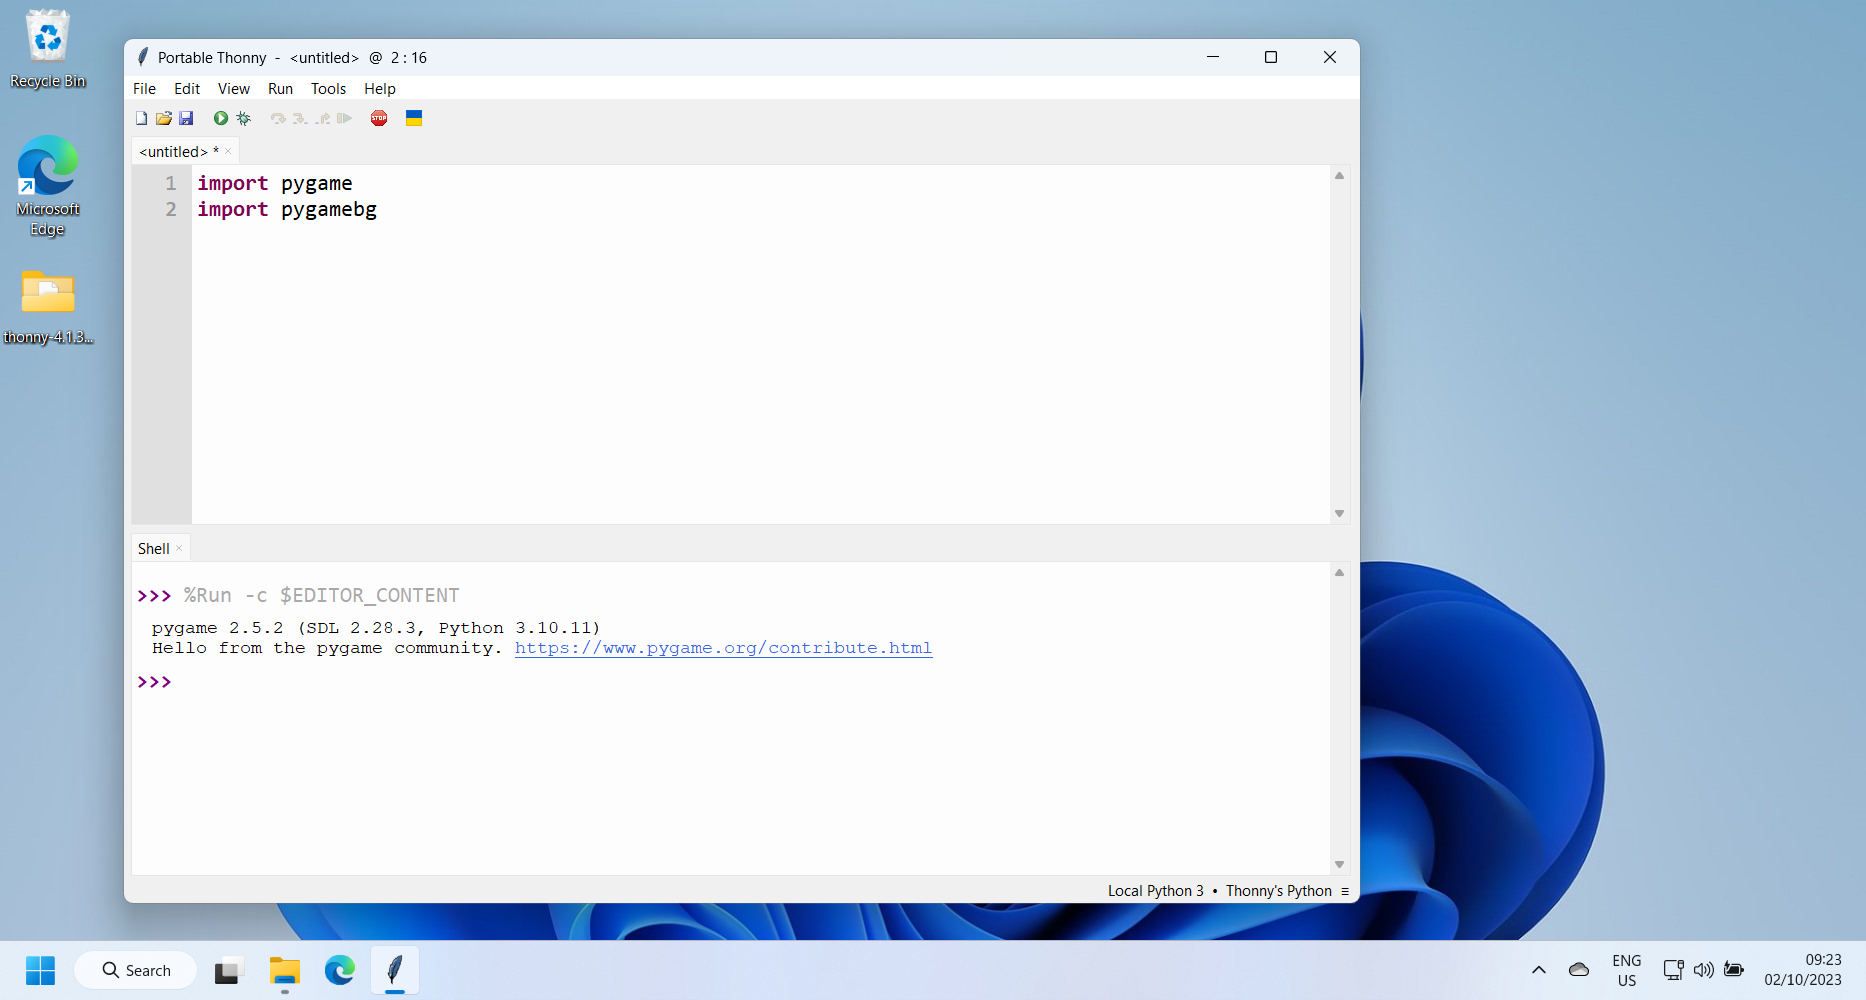 Recycle Bin
Microsoft
Edge
thonny-4.1.3...
Portable Thonny - <untitled> @ 2 : 16
File Edit View Run Tools Help
STOP
<untitled> * ×
1 import pygame
2 import pygamebg
Shell ×
>>> %Run -c $EDITOR_CONTENT
pygame 2.5.2 (SDL 2.28.3, Python 3.10.11)
Hello from the pygame community. https://www.pygame.org/contribute.html
>>>
Local Python 3 • Thonny's Python ≡
Search
ENG
US
09:23
02/10/2023